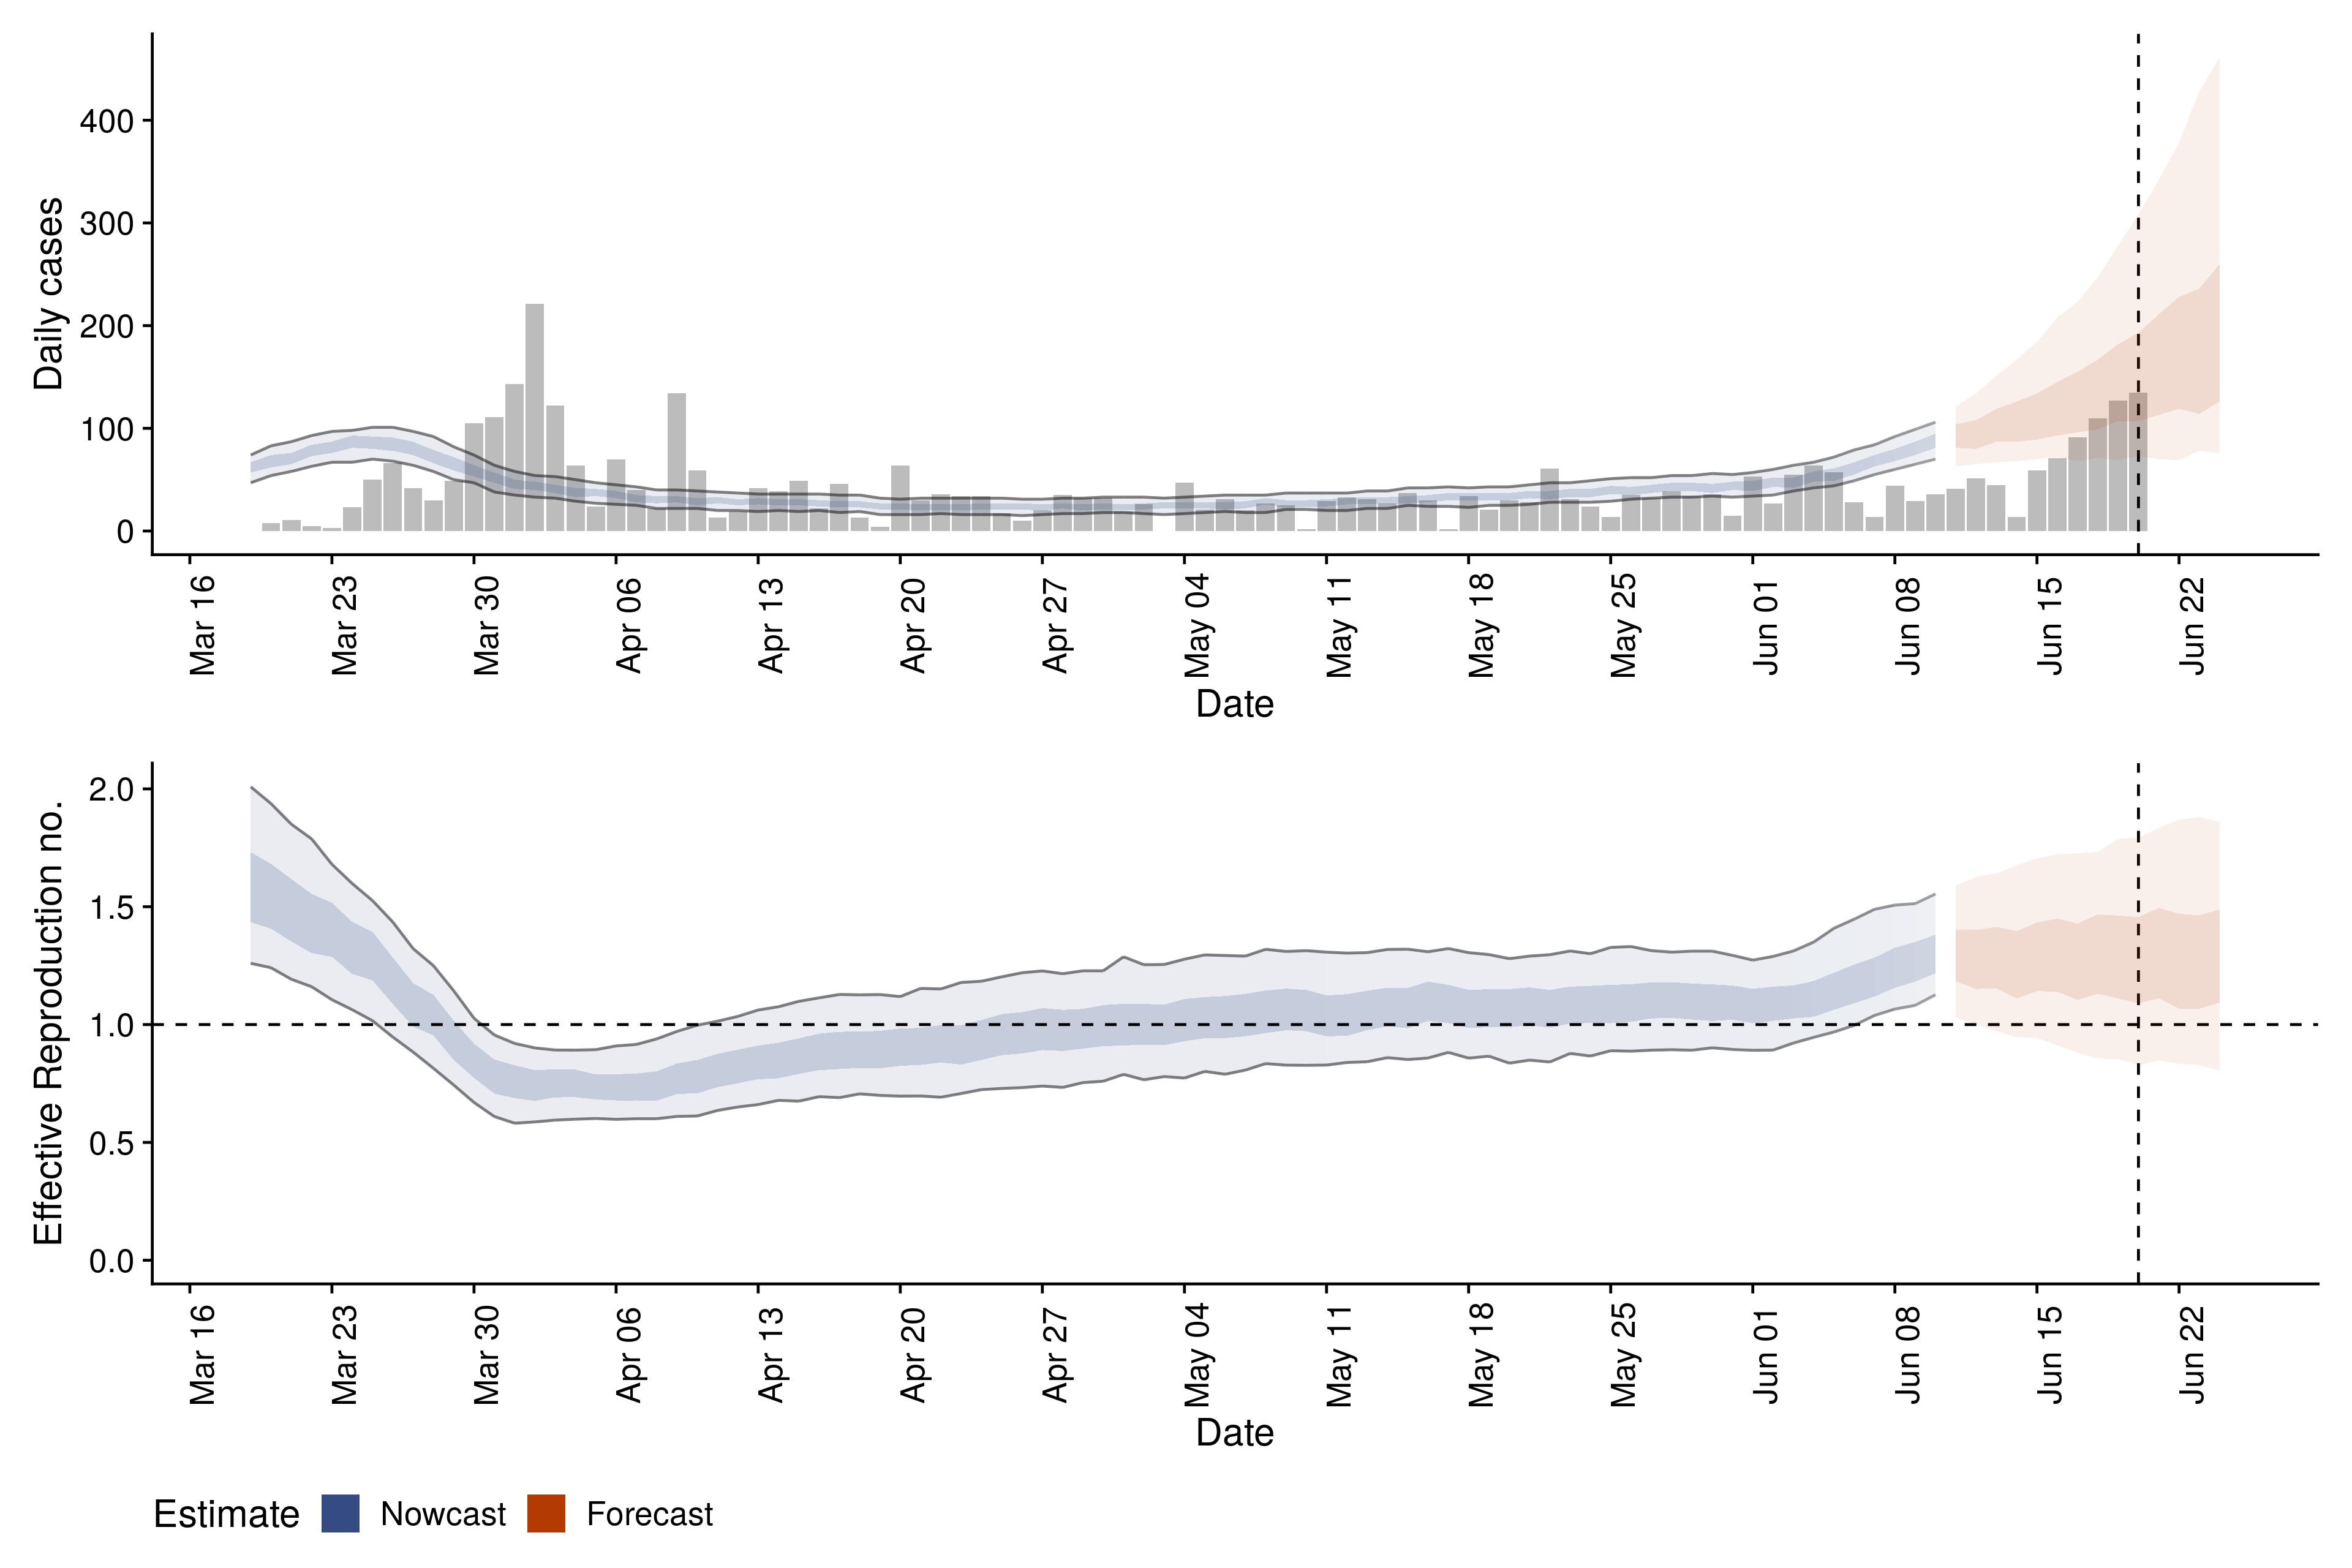 Daily cases
400
300
200
100
0
Mar 16
Mar 23
Mar 30
Apr 06
Apr 13
Apr 20
Apr 27
May 04
May 11
May 18
May 25
Jun 01
Jun 08
Jun 15
Jun 22
Date
Effective Reproduction no.
2.0
1.5
1.0
0.5
0.0
Mar 16
Mar 23
Mar 30
Apr 06
Apr 13
Apr 20
Apr 27
May 04
May 11
May 18
May 25
Jun 01
Jun 08
Jun 15
Jun 22
Date
Estimate Nowcast Forecast